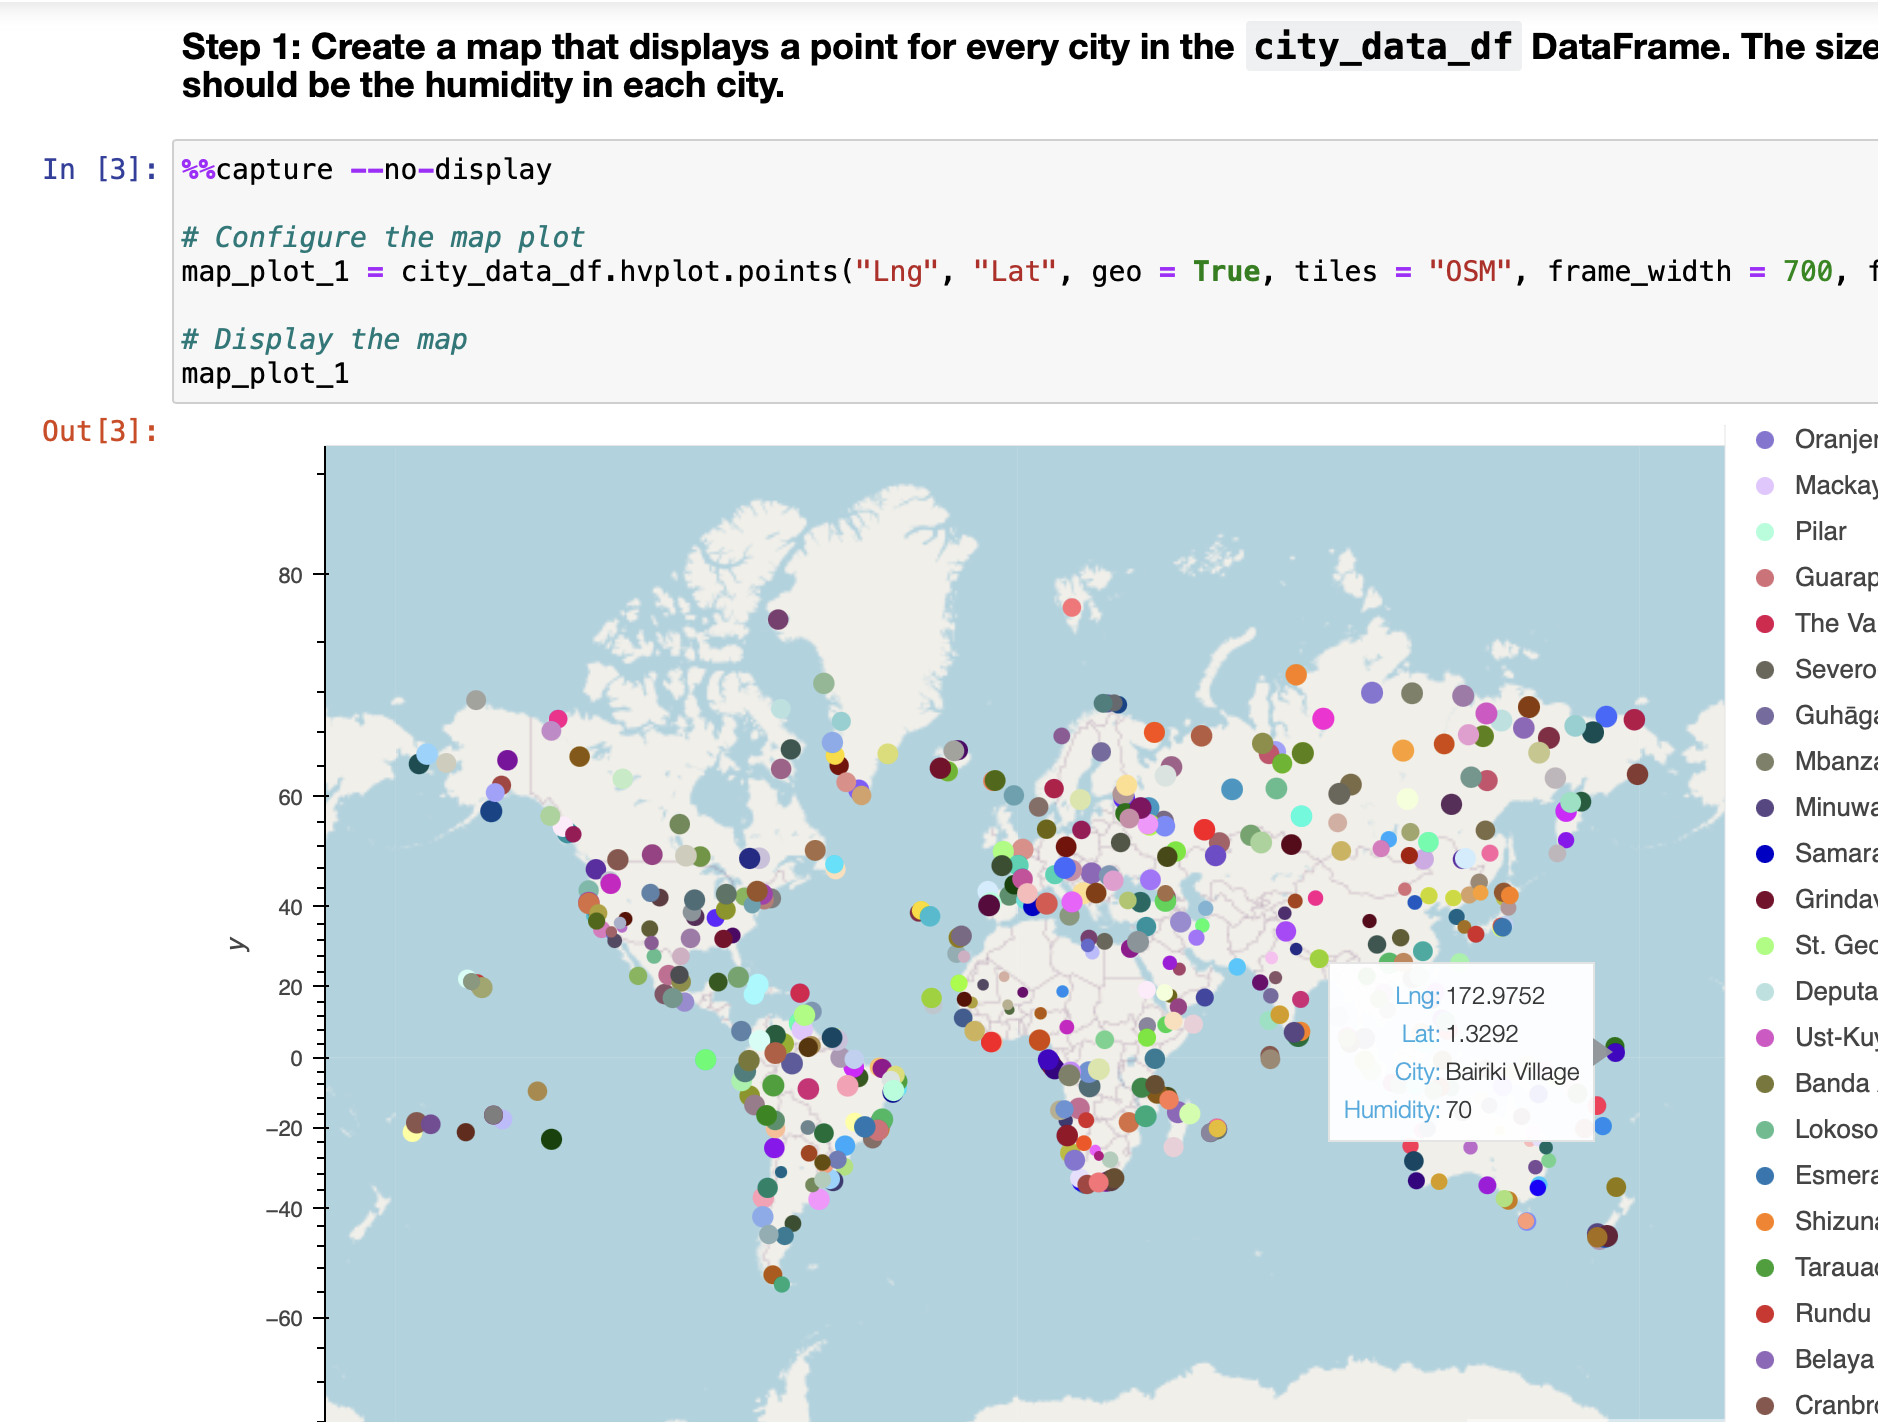 Step 1: Create a map that displays a point for every city in the city_data_df DataFrame. The size
should be the humidity in each city.
In [3]:
%%capture --no-display
# Configure the map plot
map_plot_1 = city_data_df.hvplot.points("Lng", "Lat", geo = True, tiles = "OSM", frame_width = 700, f
# Display the map
map_plot_1
Out[3]:
80
60
40
20
0
−20
−40
−60
y
Lng: 172.9752
Lat: 1.3292
City: Bairiki Village
Humidity: 70
Oranjer
Mackay
Pilar
Guarap
The Va
Severo
Guhāga
Mbanza
Minuwa
Samara
Grindav
St. Geo
Deputa
Ust-Kuy
Banda
Lokoso
Esmera
Shizuna
Tarauac
Rundu
Belaya
Cranbro